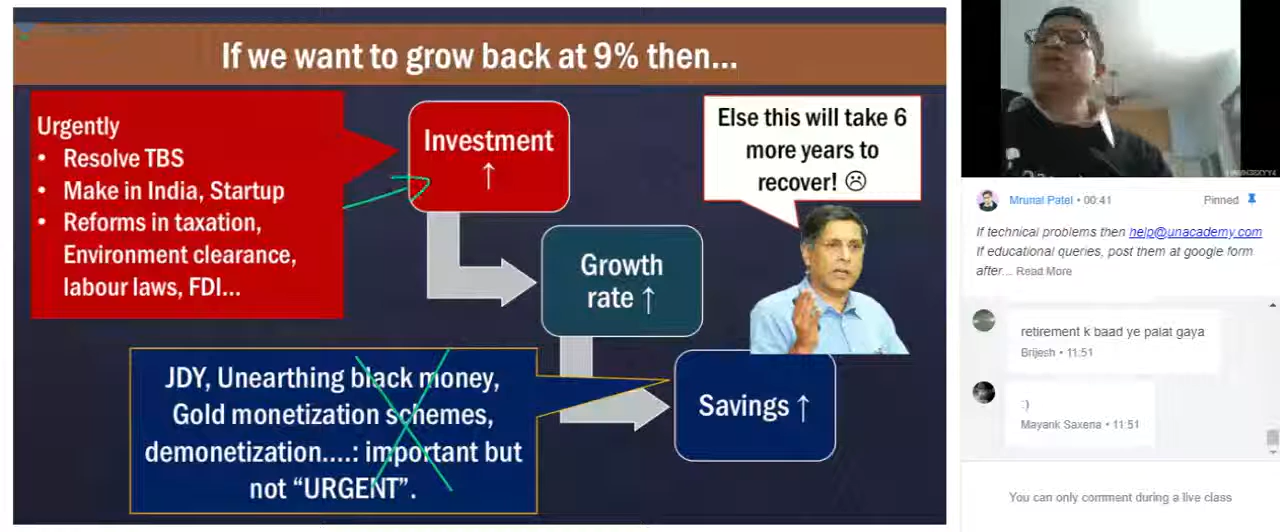 If we want to grow back at 9% then...
Urgently
• Resolve TBS
• Make in India, Startup
• Reforms in taxation,
Environment clearance,
labour laws, FDI...
Investment
↑
Growth
rate ↑
Savings ↑
Else this will take 6
more years to
recover! ☹
JDY, Unearthing black money,
Gold monetization schemes,
demonetization....: important but
not “URGENT”.
Mrunal Patel • 00:41
Pinned
If technical problems then help@unacademy.com
If educational queries, post them at google form
after... Read More
retirement k baad ye palat gaya
Brijesh • 11:51
:)
Mayank Saxena • 11:51
You can only comment during a live class